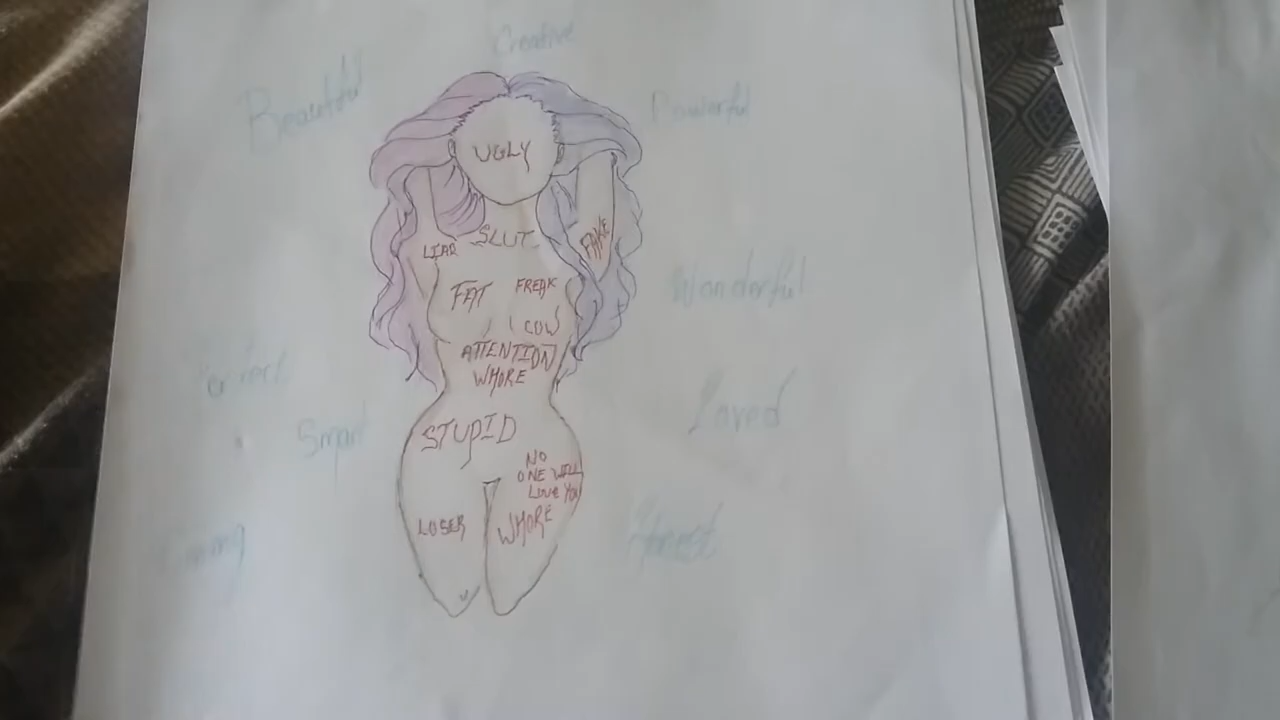 Creative
Beautiful
Powerful
UGLY
SLUT
LIAR
FAKE
FAT
FREAK
COW
Wonderful
ATTENTION
WHORE
Loved
STUPID
Smart
NO
ONE WILL
LOVE YOU
LOSER
WHORE
Honest